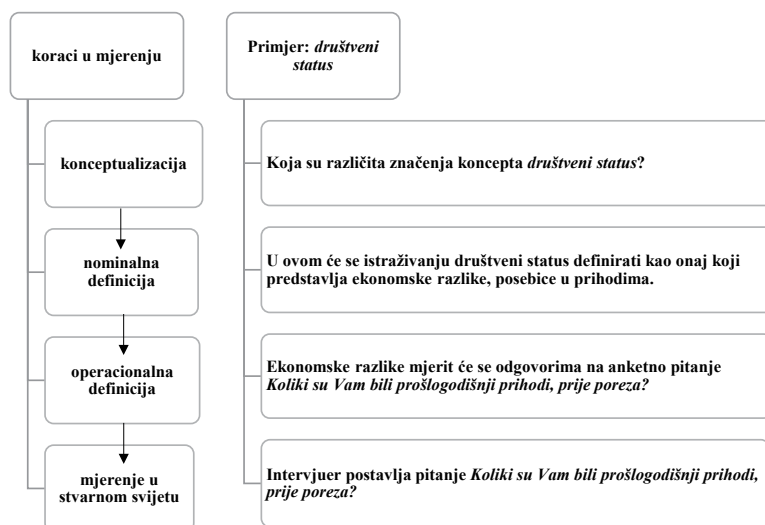 koraci u mjerenju
Primjer: društveni
status
konceptualizacija
Koja su različita značenja koncepta društveni status?
nominalna
definicija
U ovom će se istraživanju društveni status definirati kao onaj koji
predstavlja ekonomske razlike, posebice u prihodima.
operacionalna
definicija
Ekonomske razlike mjerit će se odgovorima na anketno pitanje
Koliki su Vam bili prošlogodišnji prihodi, prije poreza?
mjerenje u
stvarnom svijetu
Intervjuer postavlja pitanje Koliki su Vam bili prošlogodišnji prihodi,
prije poreza?